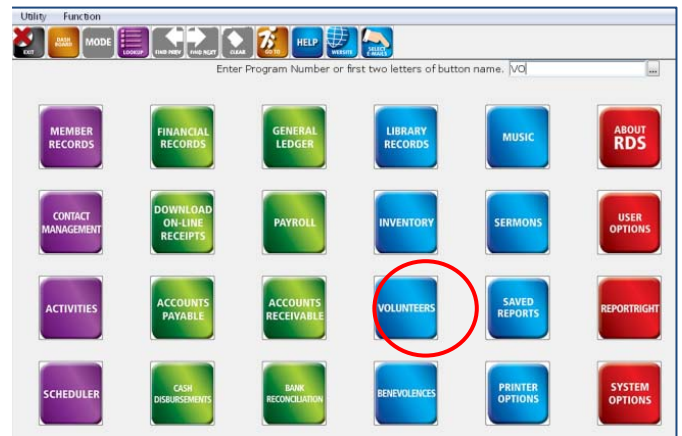 Utility Function
EXIT DASH BOARD MODE LOOKUP FIND PREV FIND NEXT CLEAR GO TO HELP WEBSITE SELECT E-MAILS
Enter Program Number or first two letters of button name. VO ...
MEMBER RECORDS
FINANCIAL RECORDS
GENERAL LEDGER
LIBRARY RECORDS
MUSIC
ABOUT RDS
CONTACT MANAGEMENT
DOWNLOAD ON-LINE RECEIPTS
PAYROLL
INVENTORY
SERMONS
USER OPTIONS
ACTIVITIES
ACCOUNTS PAYABLE
ACCOUNTS RECEIVABLE
VOLUNTEERS
SAVED REPORTS
REPORTRIGHT
SCHEDULER
CASH DISBURSEMENTS
BANK RECONCILIATION
BENEVOLENCES
PRINTER OPTIONS
SYSTEM OPTIONS